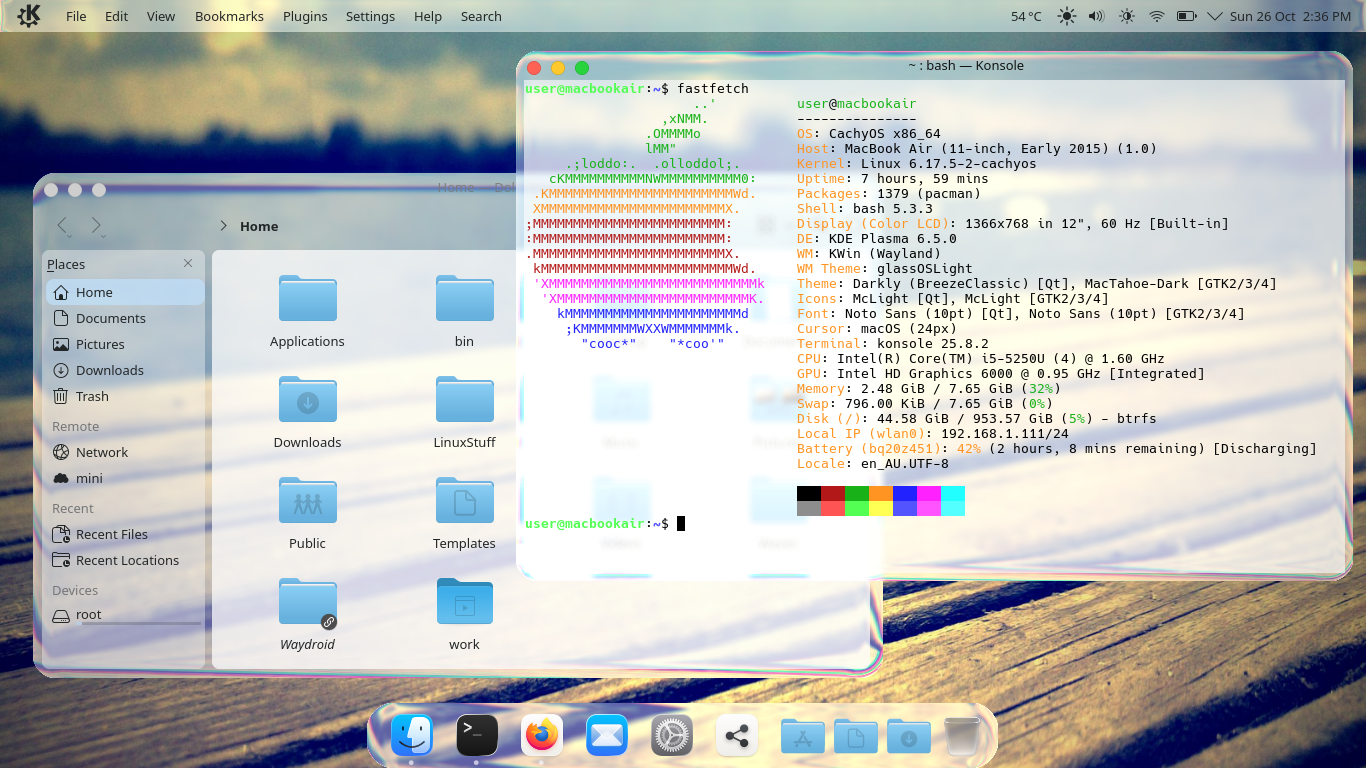 File Edit View Bookmarks Plugins Settings Help Search
54°C Sun 26 Oct 2:36 PM
~ : bash — Konsole
user@macbookair:~$ fastfetch
..'
,xNMM.
.OMMMMo
lMM"
.;loddo:. .olloddol;.
cKMMMMMMMMMMNWMMMMMMMMMM0:
.KMMMMMMMMMMMMMMMMMMMMMMMWd.
XMMMMMMMMMMMMMMMMMMMMMMMX.
;MMMMMMMMMMMMMMMMMMMMMMMM:
:MMMMMMMMMMMMMMMMMMMMMMMM:
.MMMMMMMMMMMMMMMMMMMMMMMMX.
kMMMMMMMMMMMMMMMMMMMMMMMMWd.
'XMMMMMMMMMMMMMMMMMMMMMMMMMMk
'XMMMMMMMMMMMMMMMMMMMMMMMMK.
kMMMMMMMMMMMMMMMMMMMMMMd
;KMMMMMMMWXXWMMMMMMMk.
"cooc*" "*coo'"
user@macbookair
---------------
OS: CachyOS x86_64
Host: MacBook Air (11-inch, Early 2015) (1.0)
Kernel: Linux 6.17.5-2-cachyos
Uptime: 7 hours, 59 mins
Packages: 1379 (pacman)
Shell: bash 5.3.3
Display (Color LCD): 1366x768 in 12", 60 Hz [Built-in]
DE: KDE Plasma 6.5.0
WM: KWin (Wayland)
WM Theme: glassOSLight
Theme: Darkly (BreezeClassic) [Qt], MacTahoe-Dark [GTK2/3/4]
Icons: McLight [Qt], McLight [GTK2/3/4]
Font: Noto Sans (10pt) [Qt], Noto Sans (10pt) [GTK2/3/4]
Cursor: macOS (24px)
Terminal: konsole 25.8.2
CPU: Intel(R) Core(TM) i5-5250U (4) @ 1.60 GHz
GPU: Intel HD Graphics 6000 @ 0.95 GHz [Integrated]
Memory: 2.48 GiB / 7.65 GiB (32%)
Swap: 796.00 KiB / 7.65 GiB (0%)
Disk (/): 44.58 GiB / 953.57 GiB (5%) - btrfs
Local IP (wlan0): 192.168.1.111/24
Battery (bq20z451): 42% (2 hours, 8 mins remaining) [Discharging]
Locale: en_AU.UTF-8
user@macbookair:~$
Home
Home
Places
Home
Documents
Pictures
Downloads
Trash
Remote
Network
mini
Recent
Recent Files
Recent Locations
Devices
root
Applications
bin
Downloads
LinuxStuff
Public
Templates
Waydroid
work